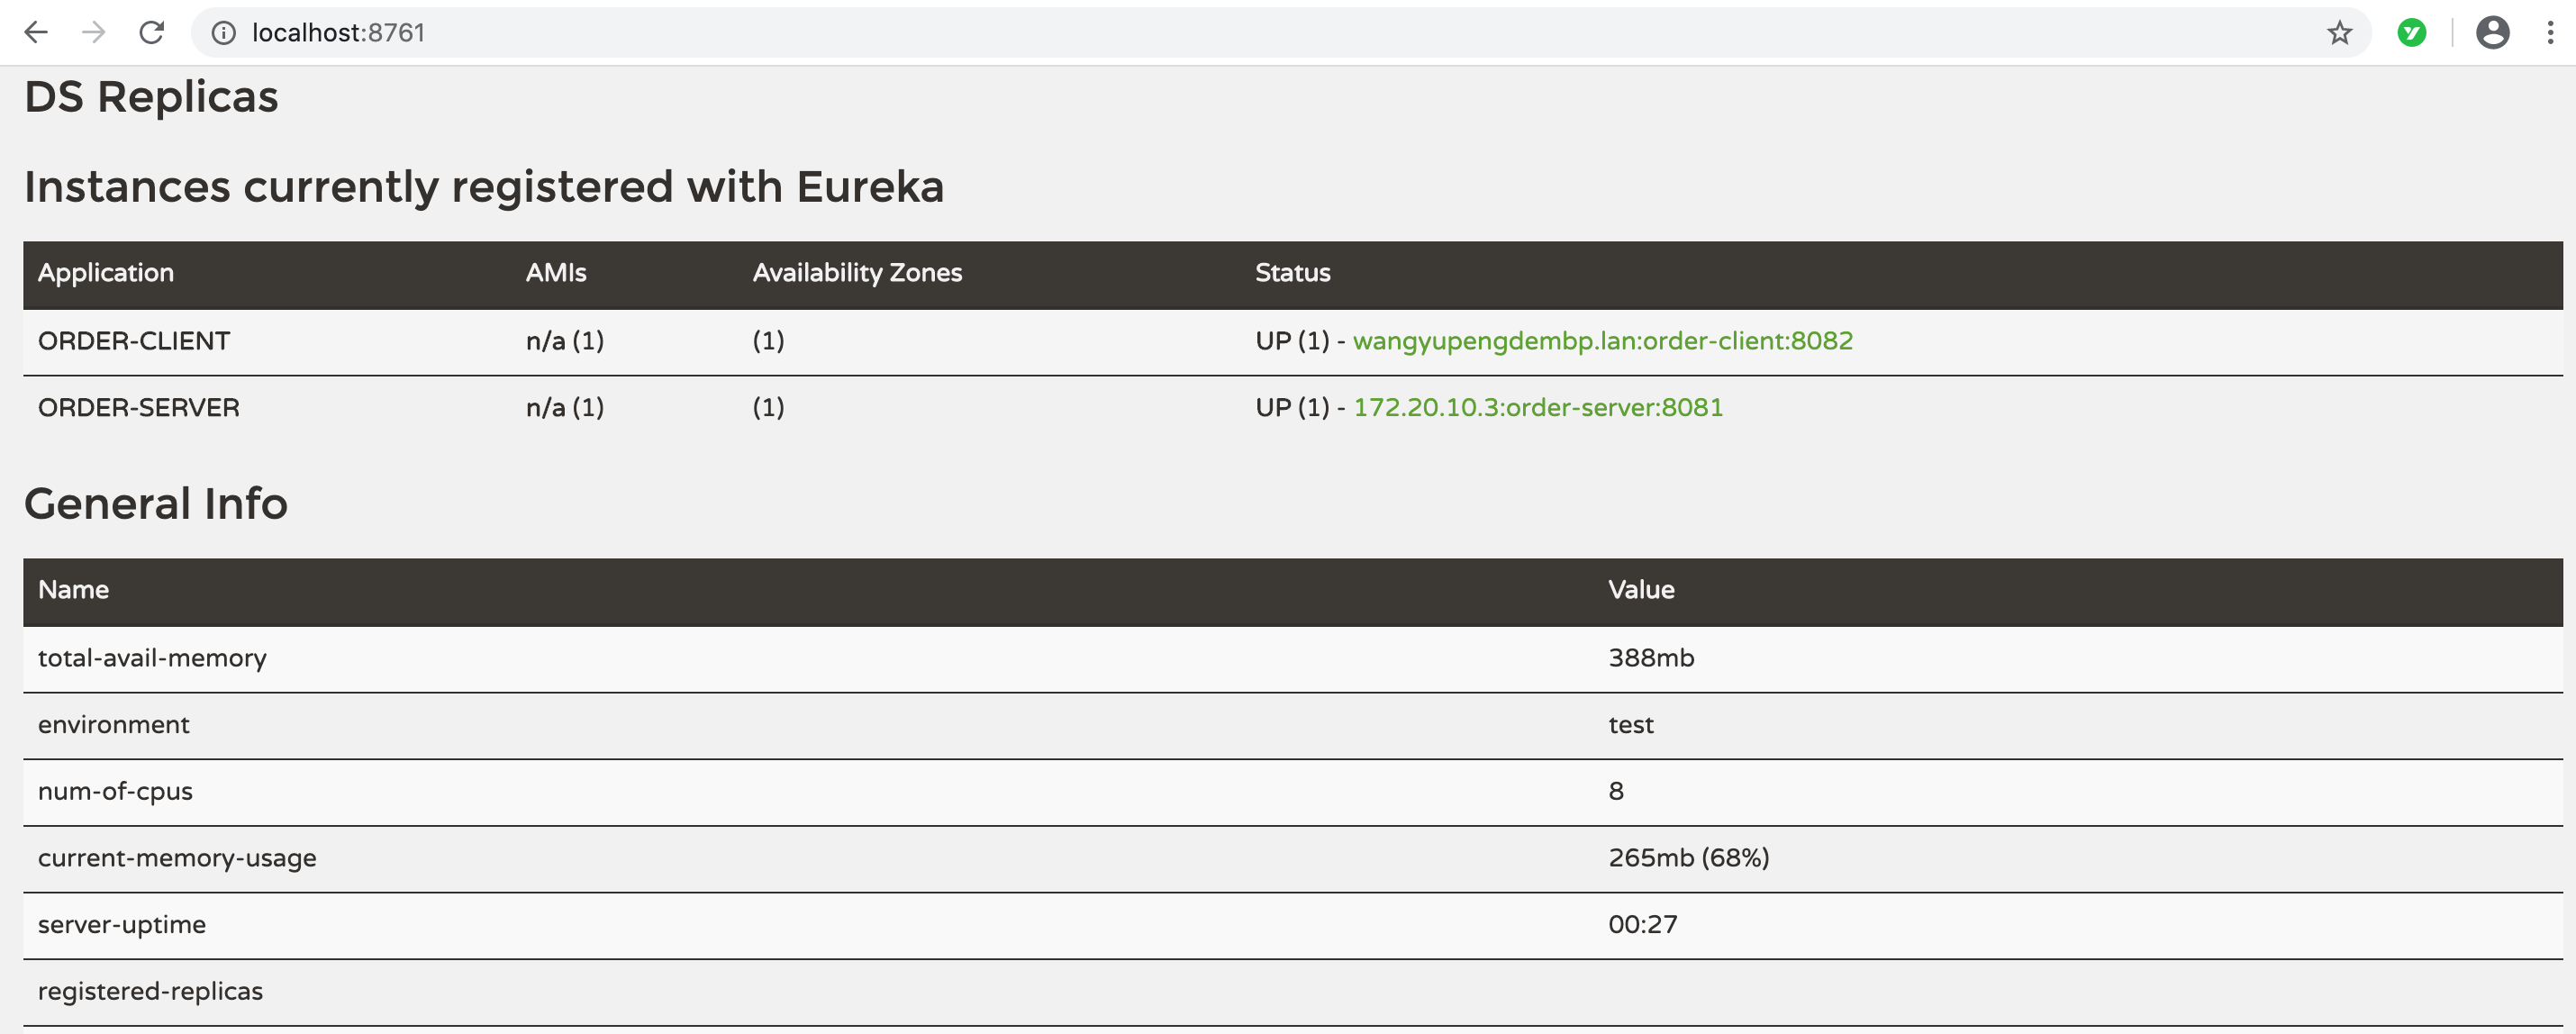 localhost:8761
DS Replicas
Instances currently registered with Eureka
Application AMIs Availability Zones Status
ORDER-CLIENT n/a (1) (1) UP (1) - wangyupengdembp.lan:order-client:8082
ORDER-SERVER n/a (1) (1) UP (1) - 172.20.10.3:order-server:8081
General Info
Name Value
total-avail-memory 388mb
environment test
num-of-cpus 8
current-memory-usage 265mb (68%)
server-uptime 00:27
registered-replicas